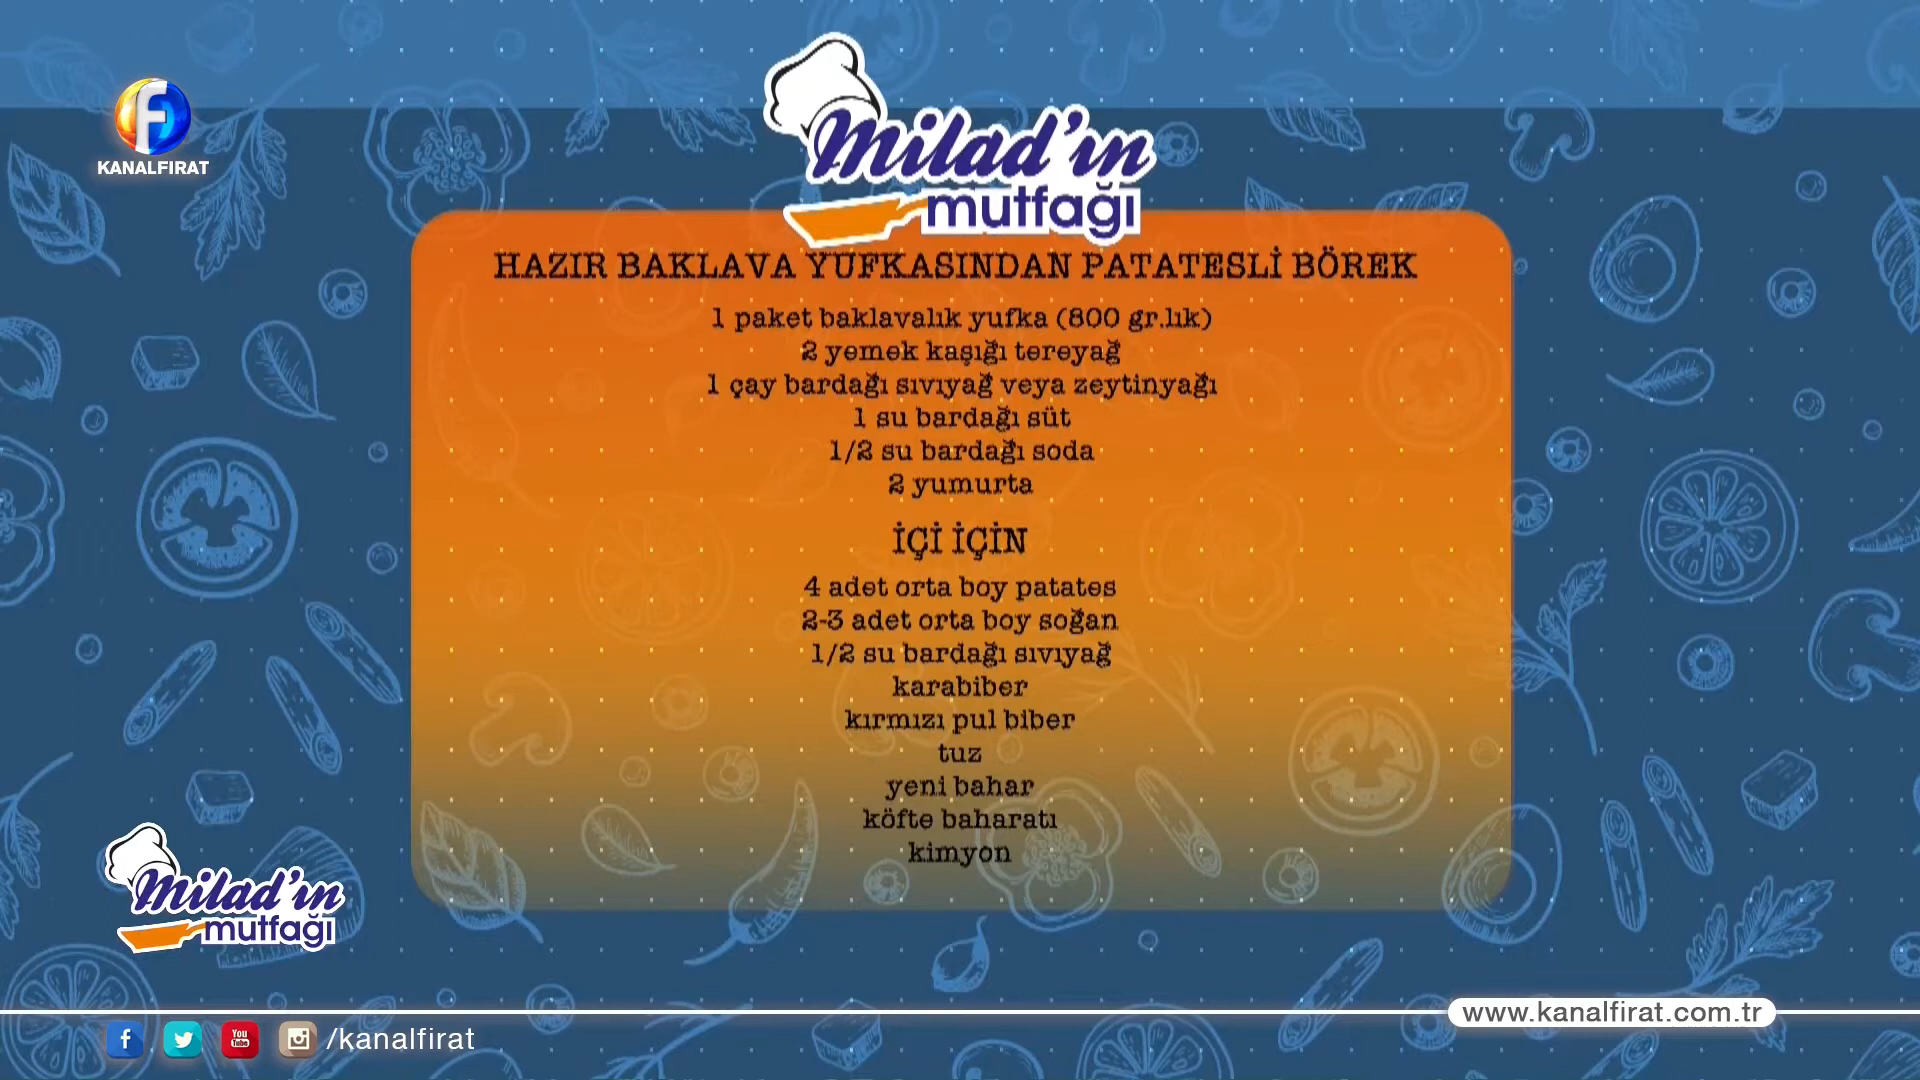 KANALFIRAT
Milad'ın
mutfağı
HAZIR BAKLAVA YUFKASINDAN PATATESLİ BÖREK
1 paket baklavalık yufka (800 gr.lık)
2 yemek kaşığı tereyağ
1 çay bardağı sıvıyağ veya zeytinyağı
1 su bardağı süt
1/2 su bardağı soda
2 yumurta
İÇİ İÇİN
4 adet orta boy patates
2-3 adet orta boy soğan
1/2 su bardağı sıvıyağ
karabiber
kırmızı pul biber
tuz
yeni bahar
köfte baharatı
kimyon
Milad'ın
mutfağı
www.kanalfirat.com.tr
You
Tube
/kanalfirat